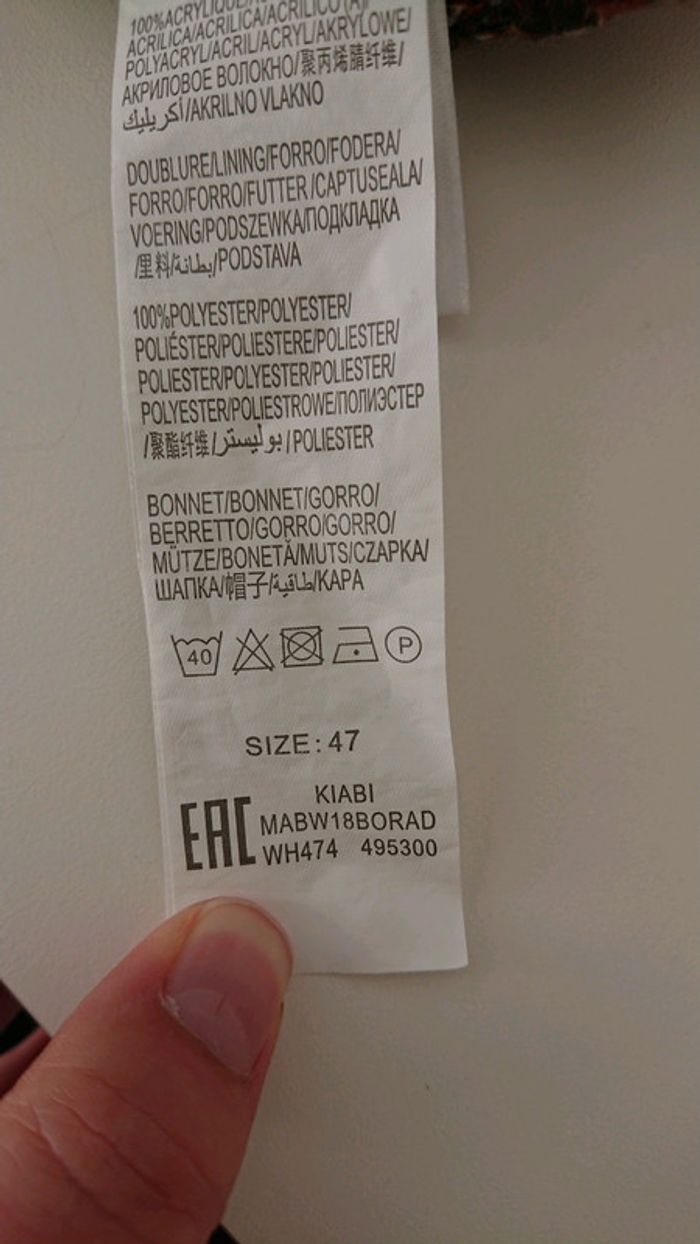 100%ACRYLIQUE/
ACRILICA/ACRILICA/ACRÍLICO (A)/
POLYACRYL/ACRIL/ACRYL/AKRYLOWE/
АКРИЛОВОЕ ВОЛОКНО/聚丙烯腈纤维/
أكريليك/AKRILNO VLAKNO
DOUBLURE/LINING/FORRO/FODERA/
FORRO/FORRO/FUTTER /CAPTUSEALA/
VOERING/PODSZEWKA/ПОДКЛАДКА
/里料/بطانة/PODSTAVA
100%POLYESTER/POLYESTER/
POLIÉSTER/POLIESTERE/POLIESTER/
POLIESTER/POLYESTER/POLIESTER/
POLYESTER/POLIESTROWE/ПОЛИЭСТЕР
/聚酯纤维/بوليستر/POLIESTER
BONNET/BONNET/GORRO/
BERRETTO/GORRO/GORRO/
MÜTZE/BONETĂ/MUTS/CZAPKA/
ШАПКА/帽子/طاقية/KAPA
40 P
SIZE : 47
KIABI
EAC MABW18BORAD
WH474 495300